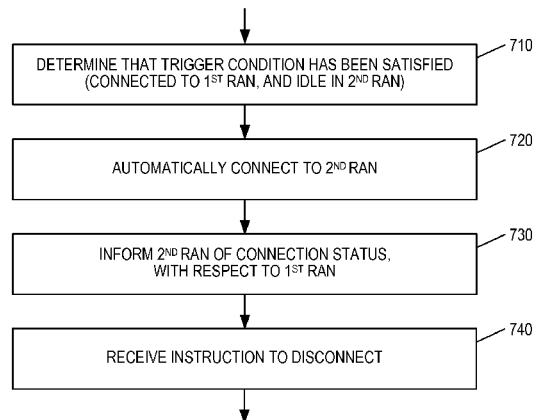 710
DETERMINE THAT TRIGGER CONDITION HAS BEEN SATISFIED
(CONNECTED TO 1ST RAN, AND IDLE IN 2ND RAN)
720
AUTOMATICALLY CONNECT TO 2ND RAN
730
INFORM 2ND RAN OF CONNECTION STATUS,
WITH RESPECT TO 1ST RAN
740
RECEIVE INSTRUCTION TO DISCONNECT